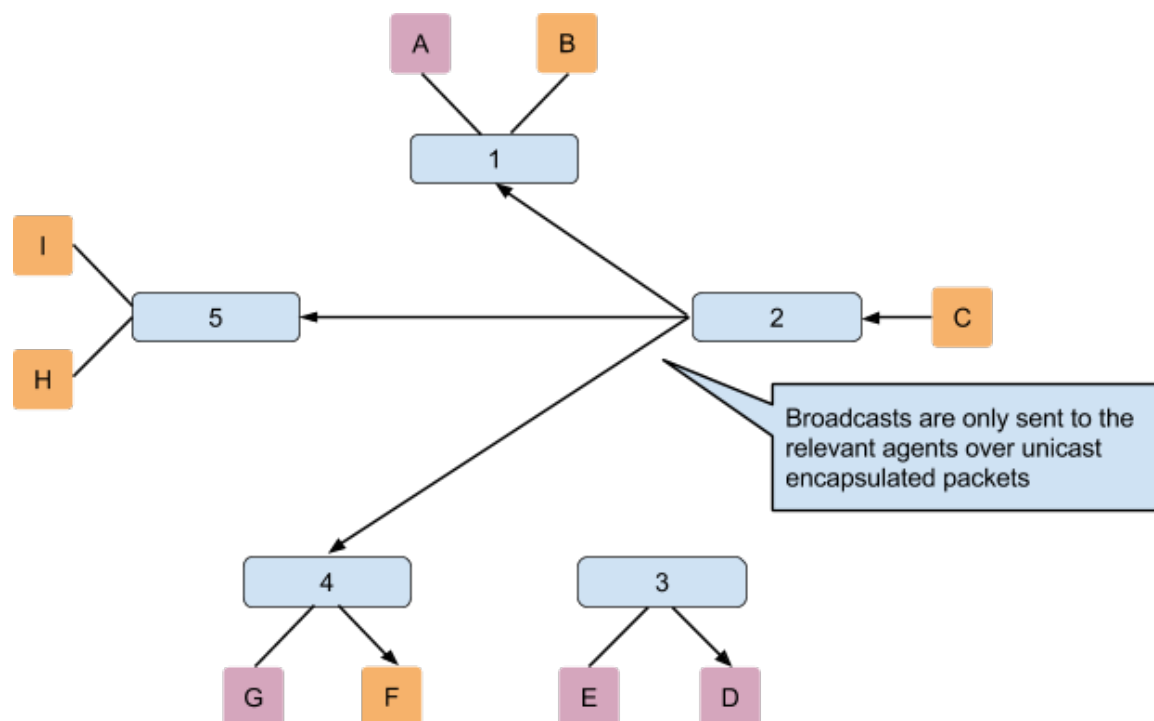 A
B
1
I
5
2
C
H
Broadcasts are only sent to the
relevant agents over unicast
encapsulated packets
4
3
G
F
E
D